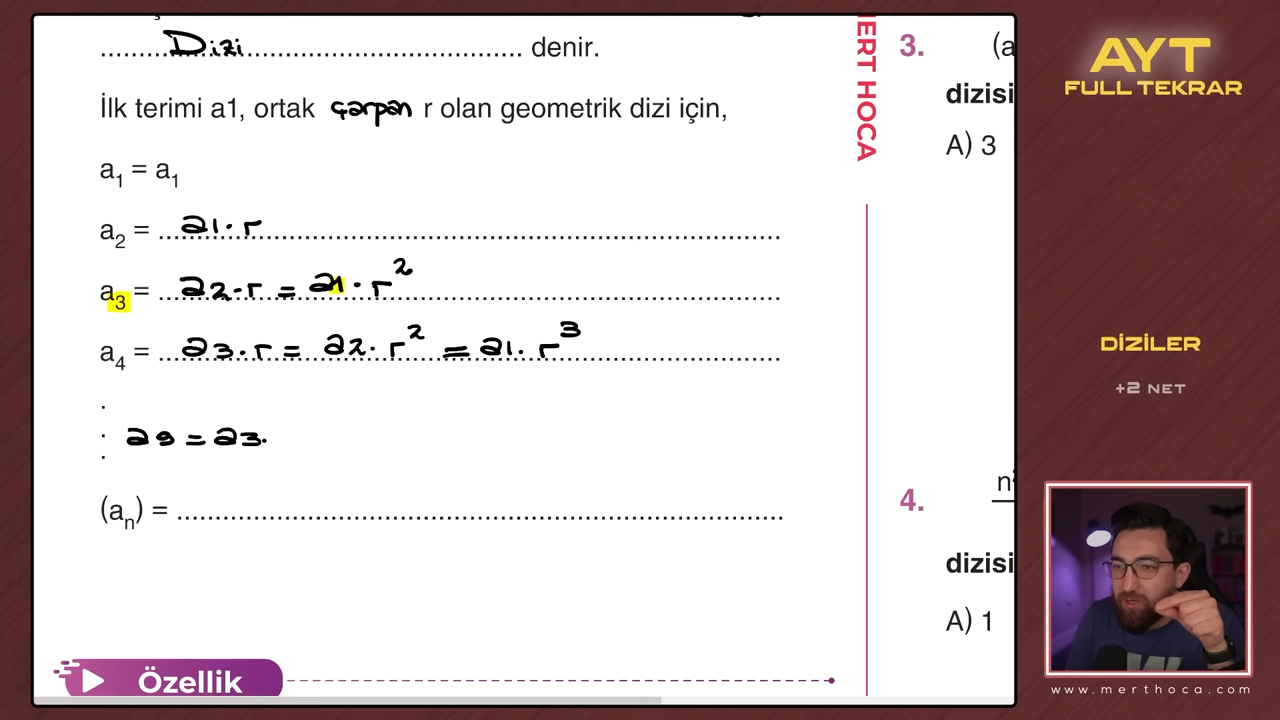 ............Dizi.................................... denir.
İlk terimi a1, ortak çarpan r olan geometrik dizi için,
a1 = a1
a2 = a1 . r
a3 = a2 . r = a1 . r²
a4 = a3 . r = a2 . r² = a1 . r³
.
: a9 = a3.
.
(an) = ................................................................
Özellik
MERT HOCA
3.
(a
dizisi
A) 3
4.
n²
dizisi
A) 1
AYT
FULL TEKRAR
DİZİLER
+2 NET
www.merthoca.com